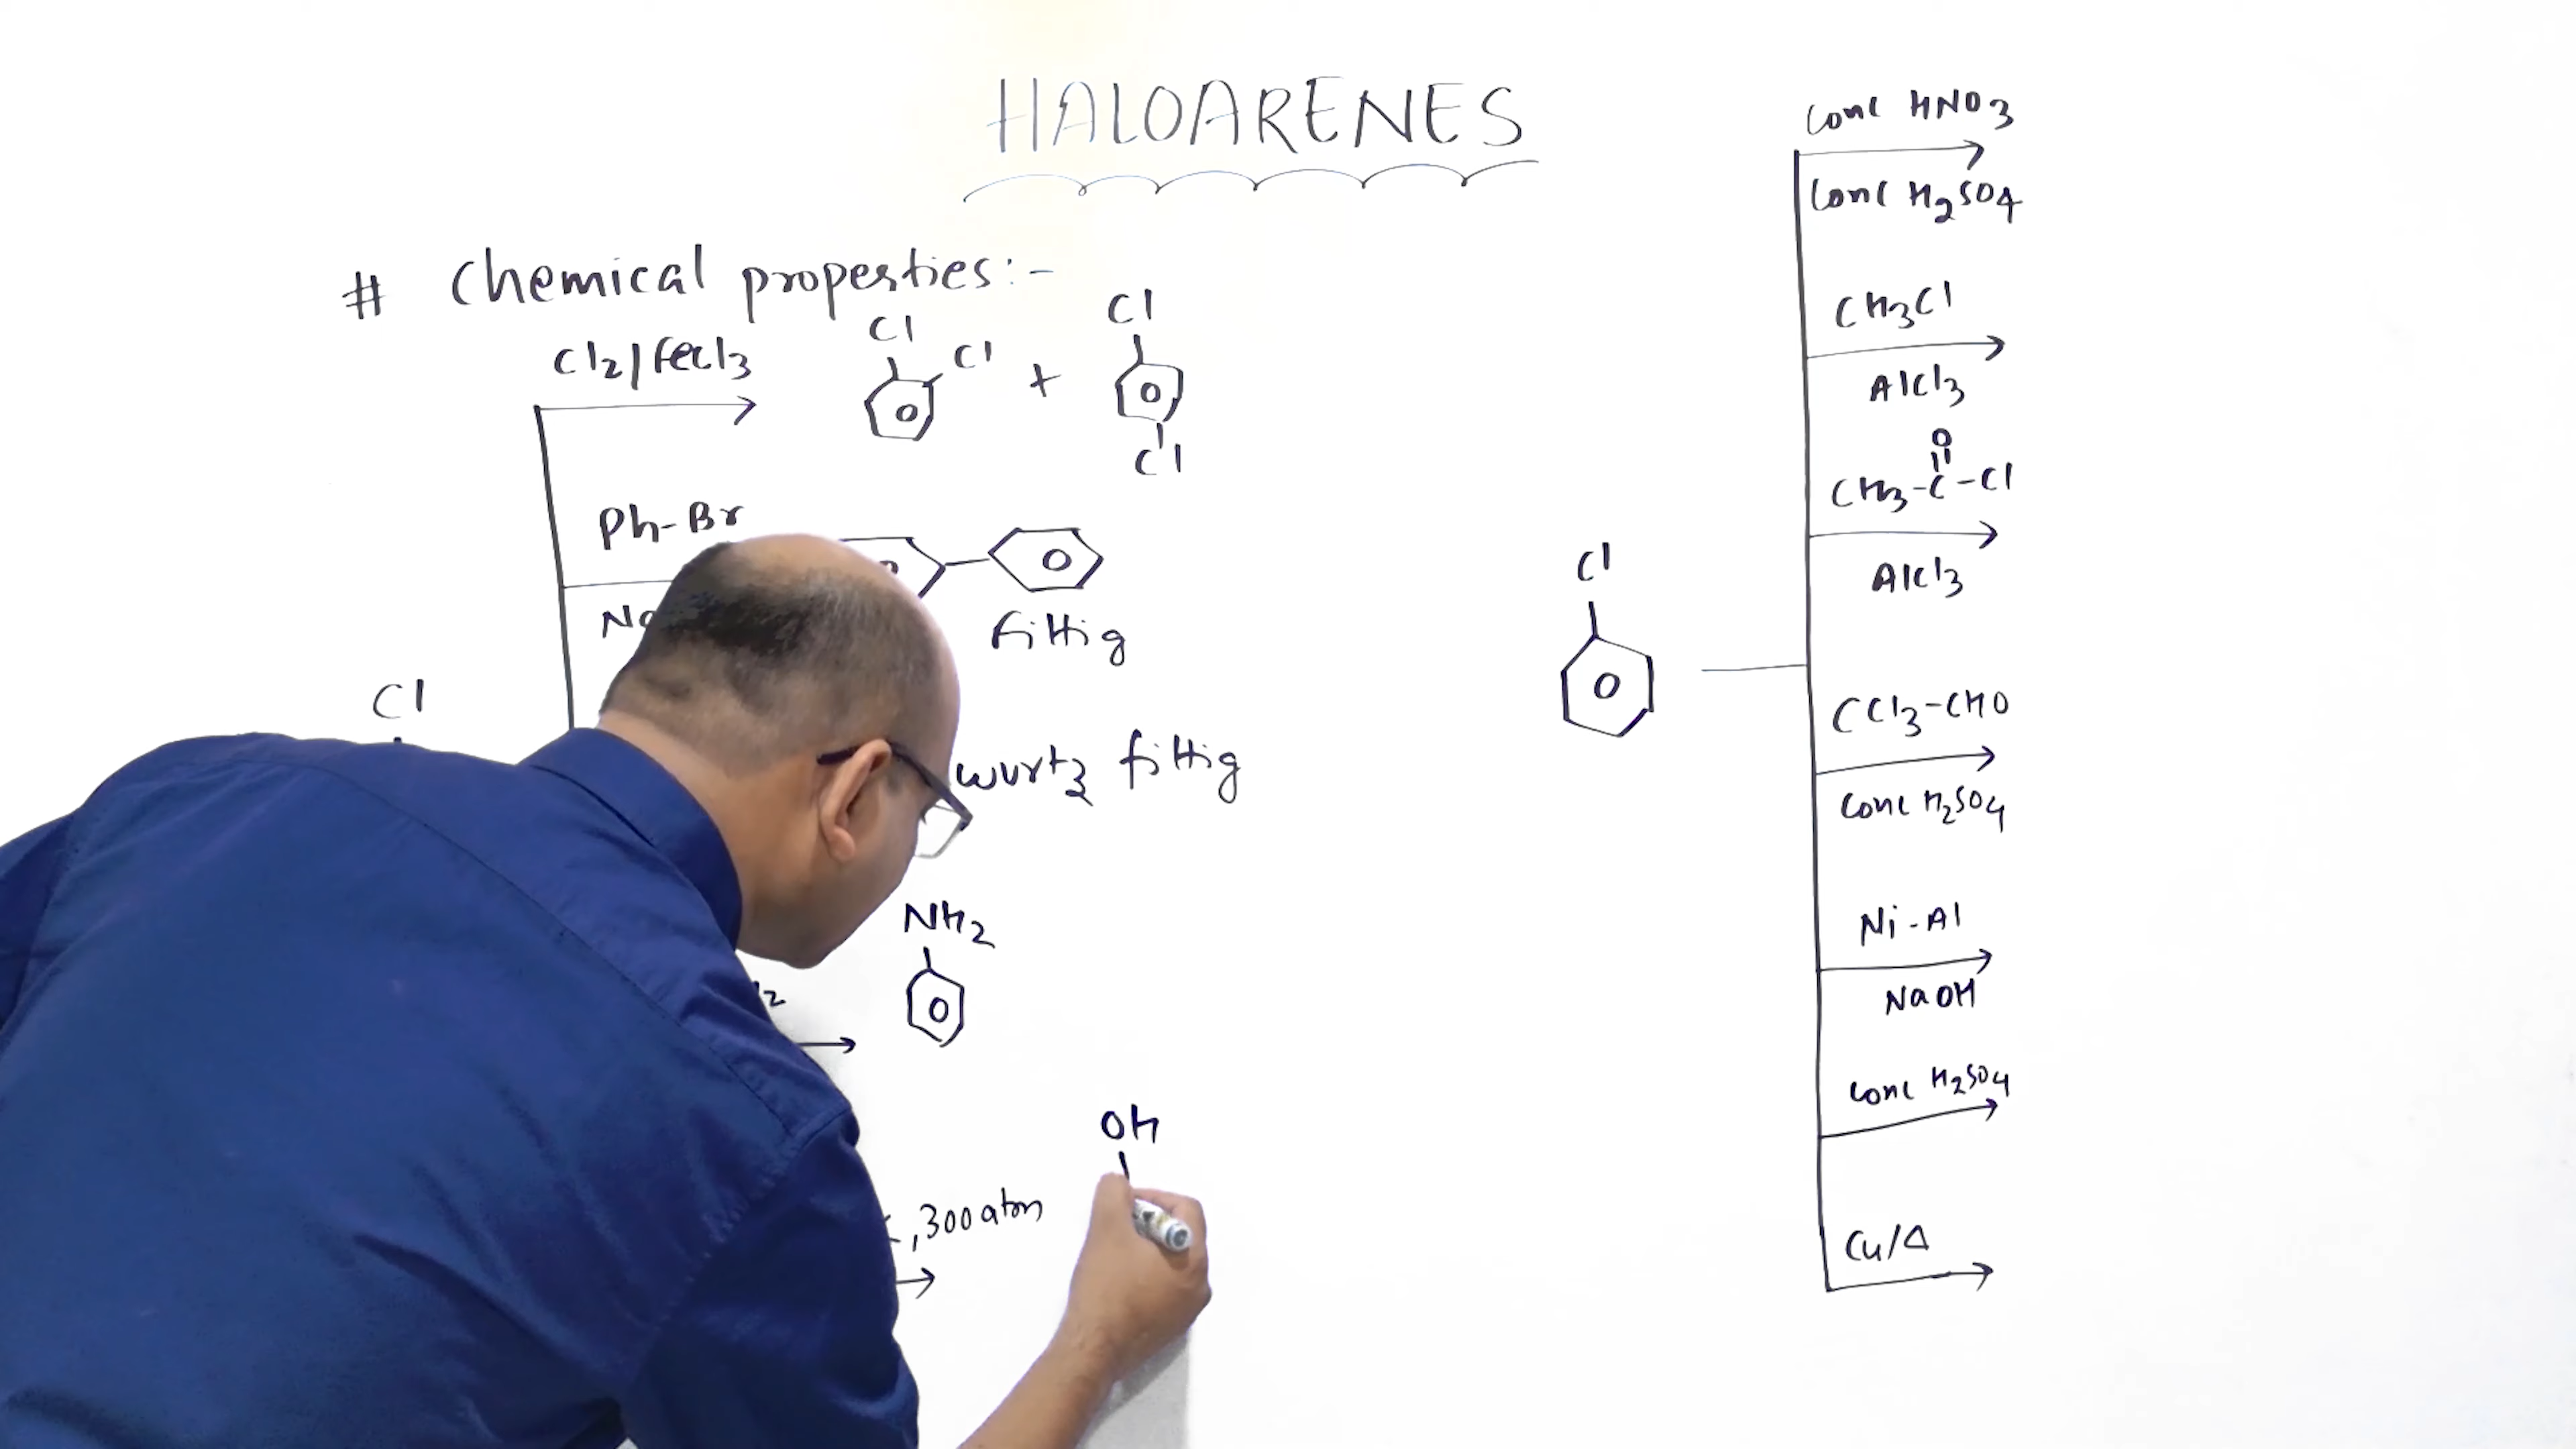 HALOARENES
# Chemical properties:-
Cl2/FeCl3
Cl
Cl
+
Cl
Cl
Ph-Br
Na
fittig
Cl
wurtz fittig
NH2
OH
,300 atm
Cl
Conc HNO3
Conc H2SO4
CH3Cl
AlCl3
O
CH3-C-Cl
AlCl3
CCl3-CHO
Conc H2SO4
Ni-Al
NaOH
Conc H2SO4
Cu/Δ